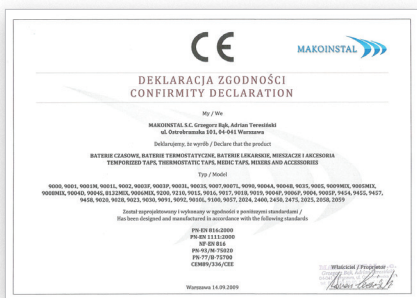 CE
MAKOINSTAL
DEKLARACJA ZGODNOŚCI
CONFIRMITY DECLARATION
My / We
MAKOINSTAL S.C. Grzegorz Bąk, Adrian Teresiński
ul. Ostrobramska 101, 04-041 Warszawa
Deklarujemy, że wyrób / Declare that the product
BATERIE CZASOWE, BATERIE TERMOSTATYCZNE, BATERIE LEKARSKIE, MIESZACZE I AKCESORIA
TEMPORIZED TAPS, THERMOSTATIC TAPS, MEDIC TAPS, MIXERS AND ACCESSORIES
Typ / Model
9000, 9001, 9001M, 9001L, 9002, 9003F, 9003P, 9003L, 9003S, 9007, 9007L, 9090, 9004A, 9004B, 9035, 9005, 9009MIX, 9005MIX,
9008MIX, 9004D, 9004S, 8132MIX, 9006MIX, 9200, 9210, 9015, 9016, 9017, 9018, 9019, 9004F, 9006P, 9004, 9005P, 9454, 9455, 9457,
9458, 9020, 9028, 9023, 9030, 9091, 9092, 9010L, 9100, 9057, 2024, 2400, 2450, 2475, 2025, 2058, 2059
Został zaprojektowany i wykonany w zgodności z poniższymi standardami /
Has been designed and manufactured in accordance with the following standards
PN-EN 816:2000
PN-EN 1111:2000
NF-EN 816
PN-93/M-75020
PN-77/B-75700
CEM89/336/CEE
Właściciel / Proprietor
Warszawa 14.09.2009